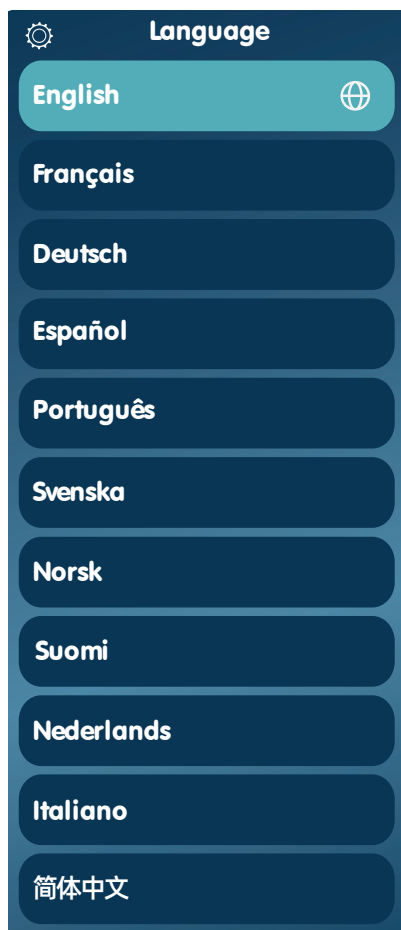 Language
English
Français
Deutsch
Español
Português
Svenska
Norsk
Suomi
Nederlands
Italiano
简体中文